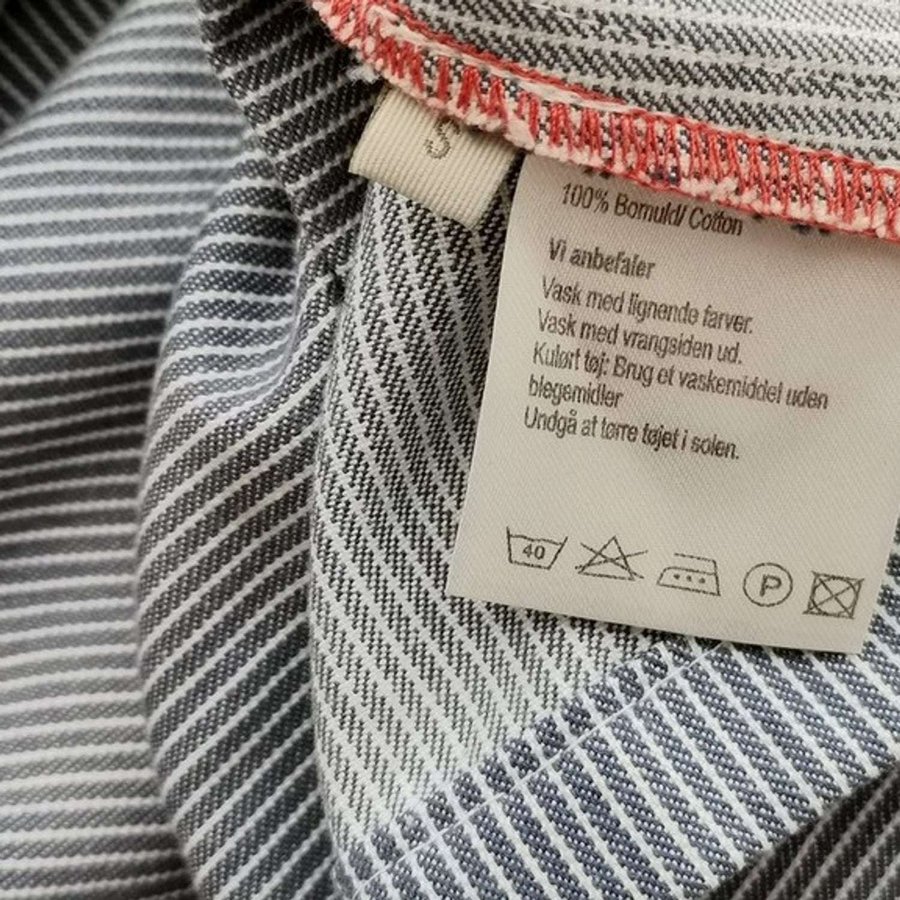 S
100% Bomuld/ Cotton
Vi anbefaler
Vask med lignende farver.
Vask med vrangsiden ud.
Kulørt tøj: Brug et vaskemiddel uden
blegemidler
Undgå at tørre tøjet i solen.
40
P